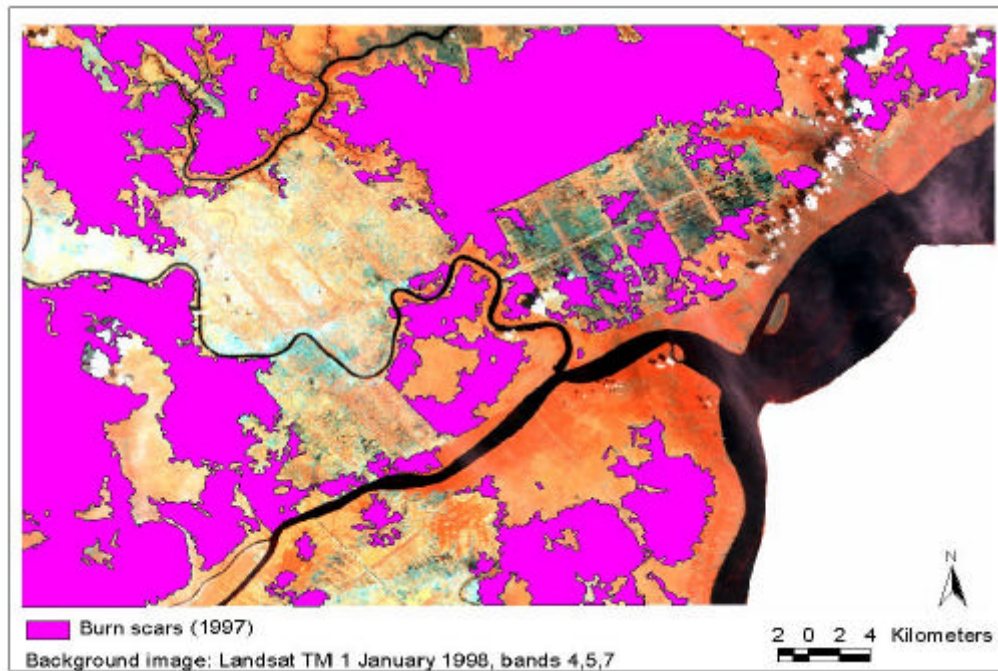 N
Burn scars (1997)
2 0 2 4 Kilometers
Background image: Landsat TM 1 January 1998, bands 4,5,7